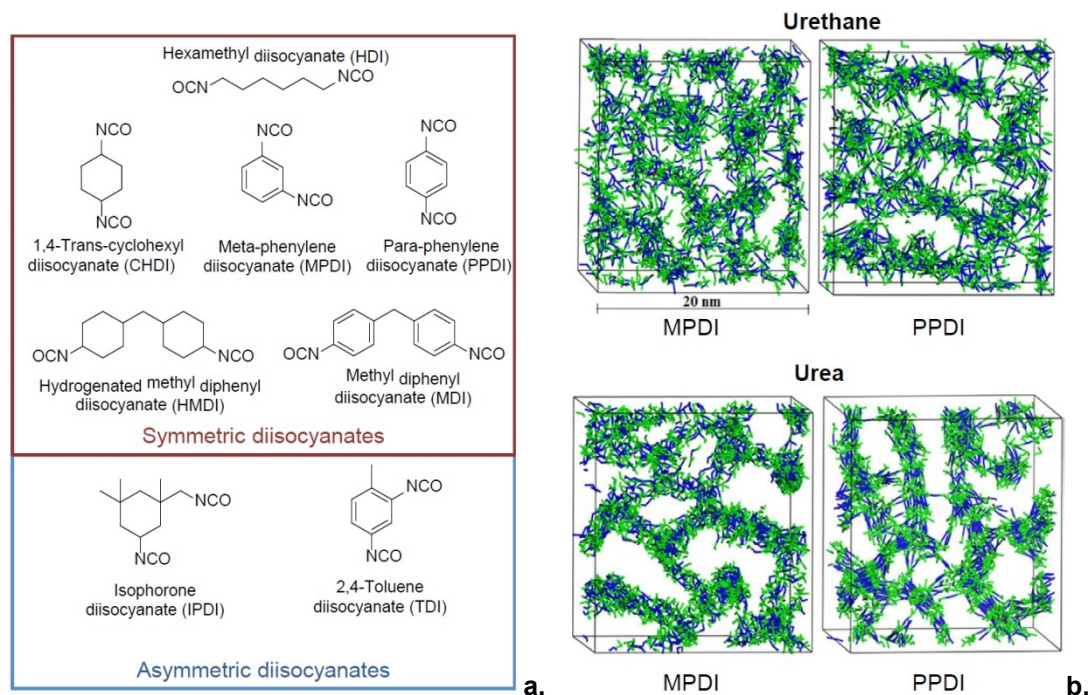 Hexamethyl diisocyanate (HDI)
OCN
NCO
NCO
NCO
NCO
NCO
NCO
NCO
1,4-Trans-cyclohexyl
diisocyanate (CHDI)
Meta-phenylene
diisocyanate (MPDI)
Para-phenylene
diisocyanate (PPDI)
OCN
NCO
OCN
NCO
Hydrogenated methyl diphenyl
diisocyanate (HMDI)
Methyl diphenyl
diisocyanate (MDI)
Symmetric diisocyanates
NCO
NCO
NCO
NCO
Isophorone
diisocyanate (IPDI)
2,4-Toluene
diisocyanate (TDI)
Asymmetric diisocyanates
a.
Urethane
20 nm
MPDI
PPDI
Urea
MPDI
PPDI
b.